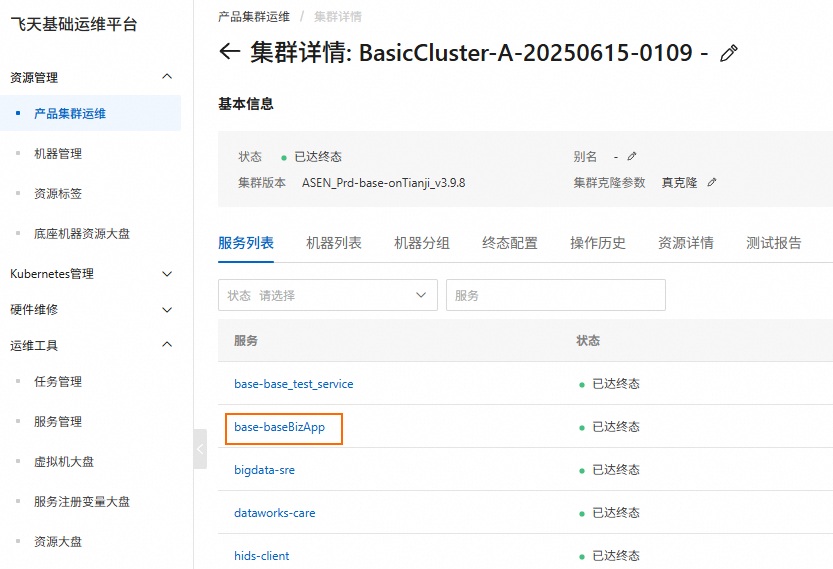 飞天基础运维平台
资源管理
产品集群运维
机器管理
资源标签
底座机器资源大盘
Kubernetes管理
硬件维修
运维工具
任务管理
服务管理
虚拟机大盘
服务注册变量大盘
资源大盘
产品集群运维 / 集群详情
集群详情: BasicCluster-A-20250615-0109 -
基本信息
状态 已达终态 别名 -
集群版本 ASEN_Prd-base-onTianji_v3.9.8 集群克隆参数 真克隆
服务列表 机器列表 机器分组 终态配置 操作历史 资源详情 测试报告
状态 请选择 服务
服务 状态
base-base_test_service 已达终态
base-baseBizApp 已达终态
bigdata-sre 已达终态
dataworks-care 已达终态
hids-client 已达终态